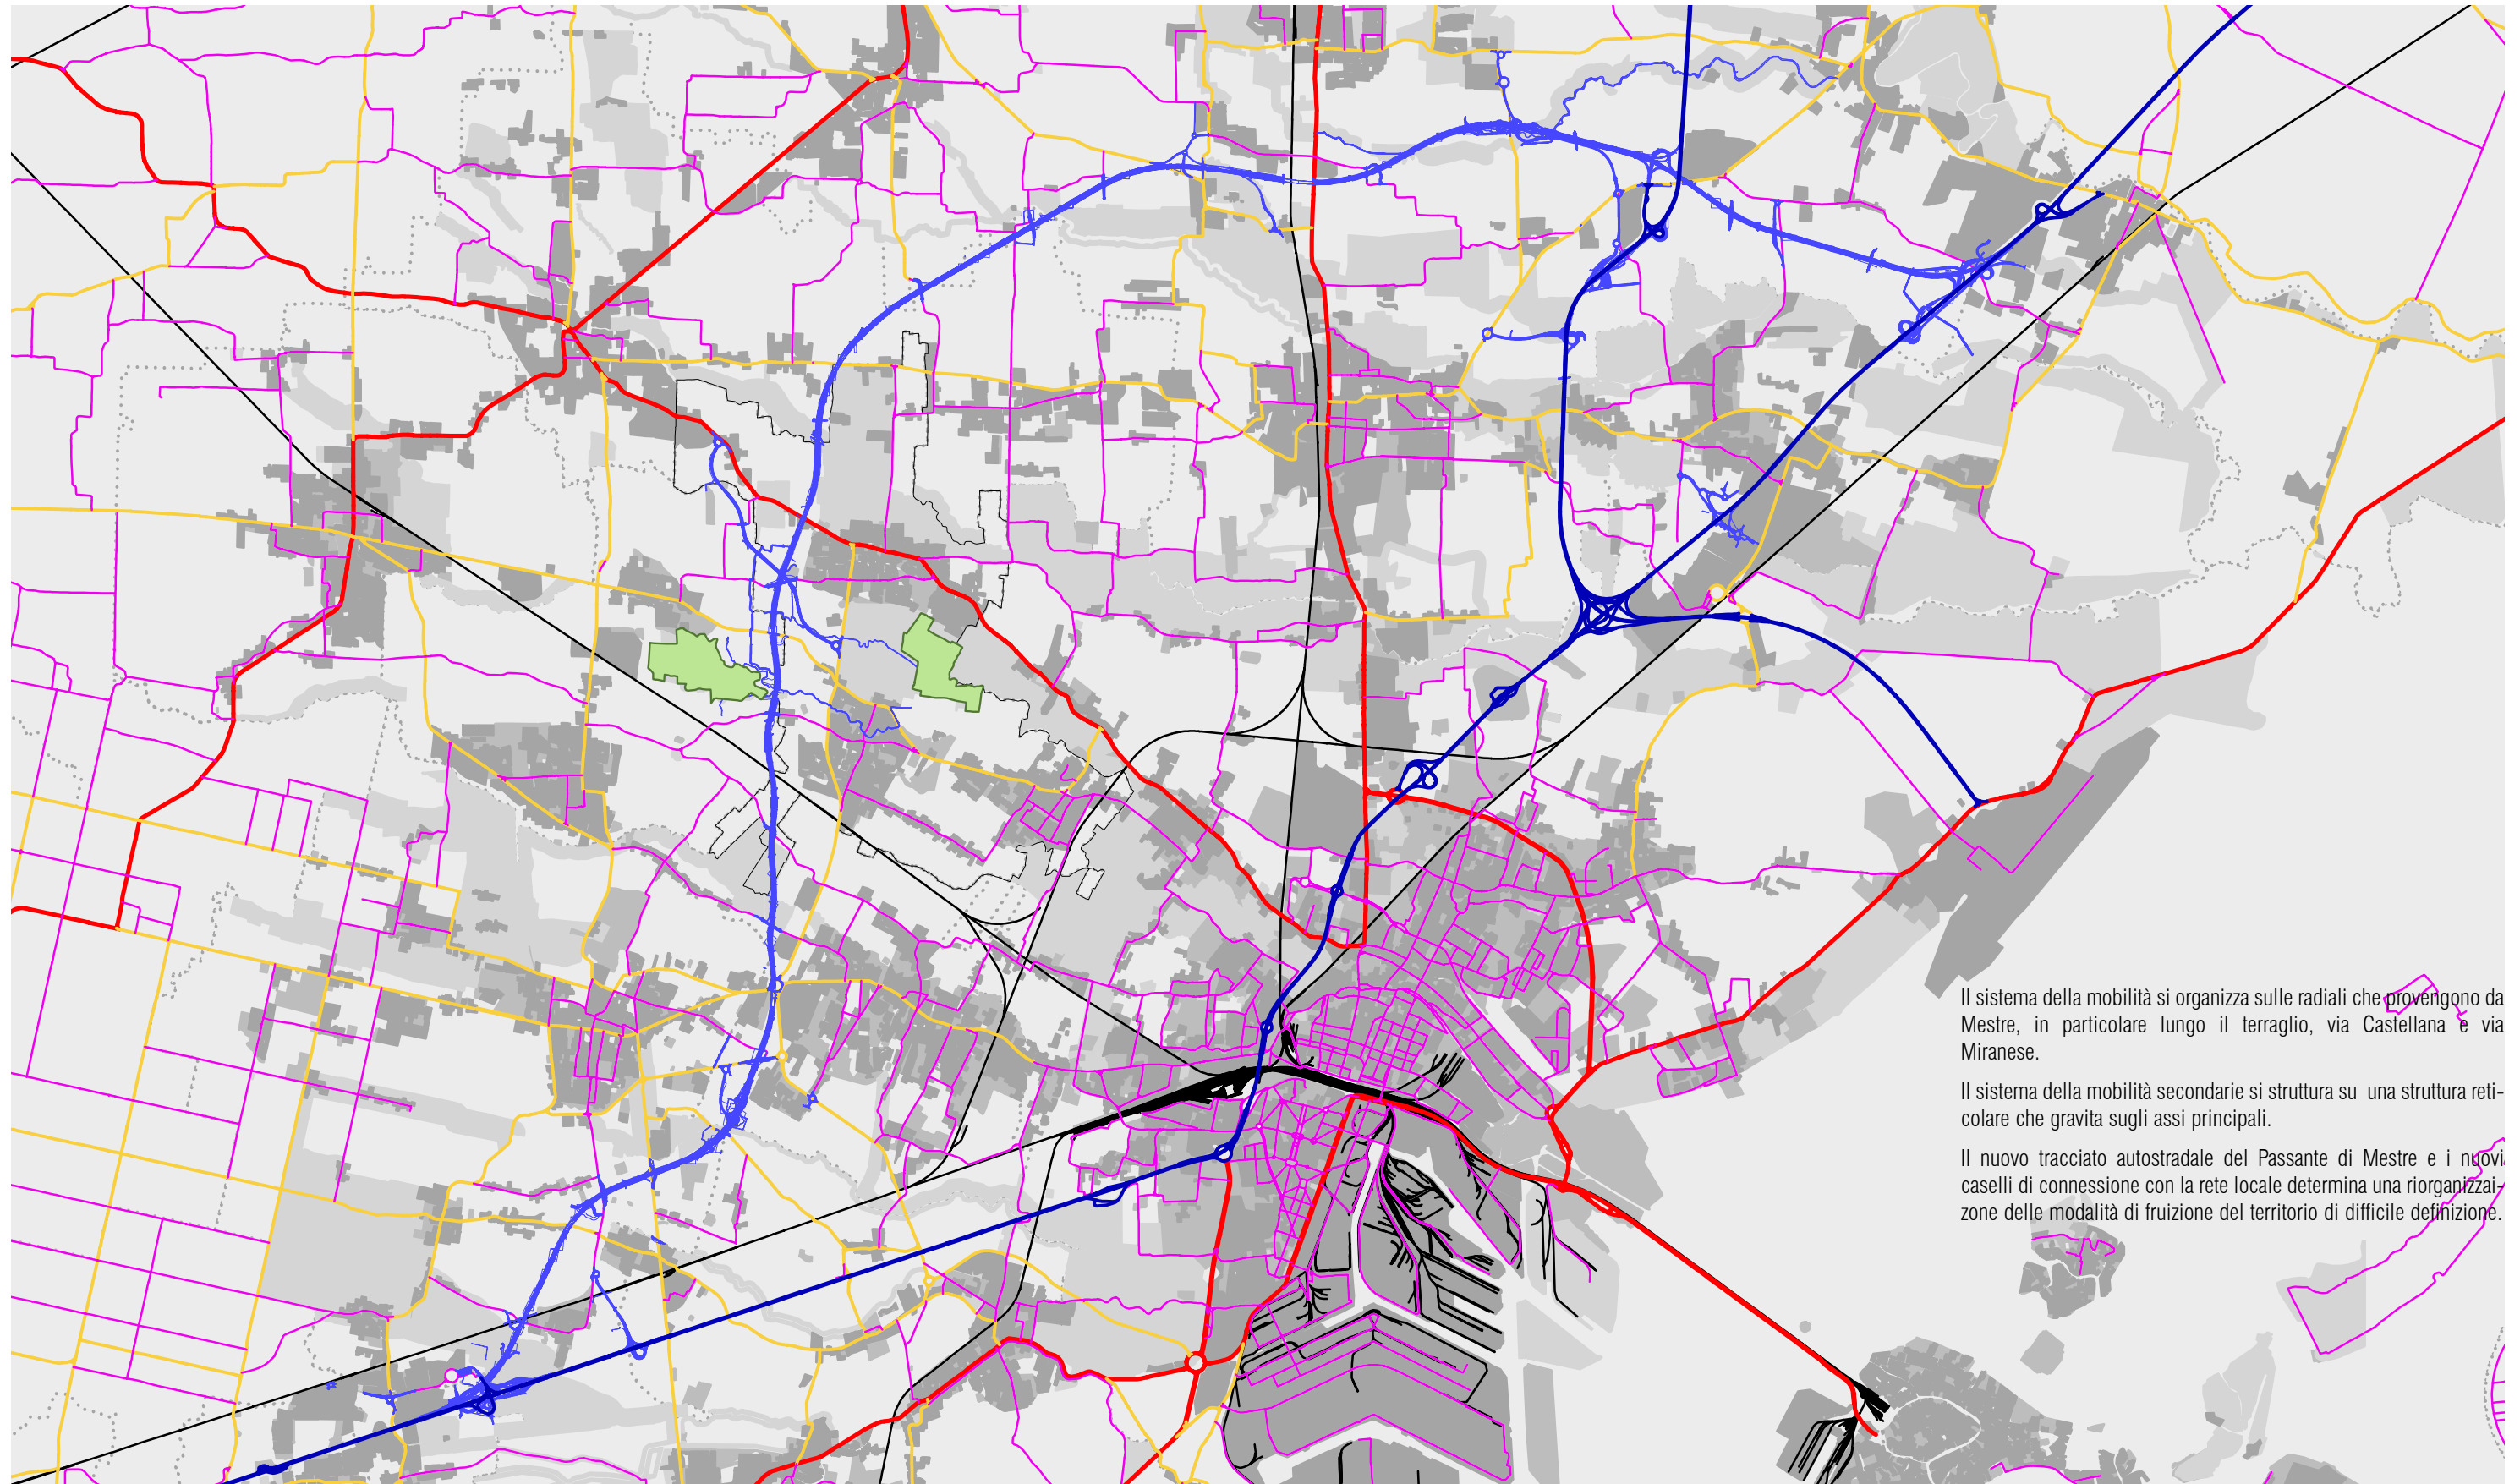 Il sistema della mobilità si organizza sulle radiali che provengono da
Mestre, in particolare lungo il terraglio, via Castellana e via
Miranese.
Il sistema della mobilità secondarie si struttura su una struttura reti-
colare che gravita sugli assi principali.
Il nuovo tracciato autostradale del Passante di Mestre e i nuovi
caselli di connessione con la rete locale determina una riorganizzai-
zone delle modalità di fruizione del territorio di difficile definizione.